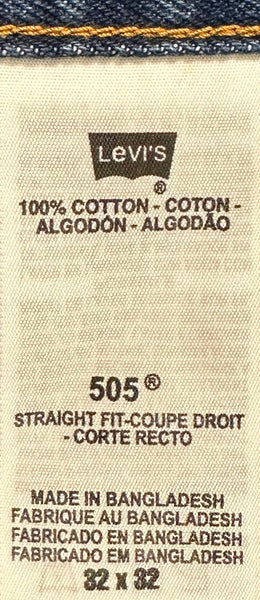 Levi's
®
100% COTTON - COTON -
ALGODÓN - ALGODÃO
505®
STRAIGHT FIT-COUPE DROIT
- CORTE RECTO
MADE IN BANGLADESH
FABRIQUE AU BANGLADESH
FABRICADO EN BANGLADESH
FABRICADO EM BANGLADESH
32 x 32